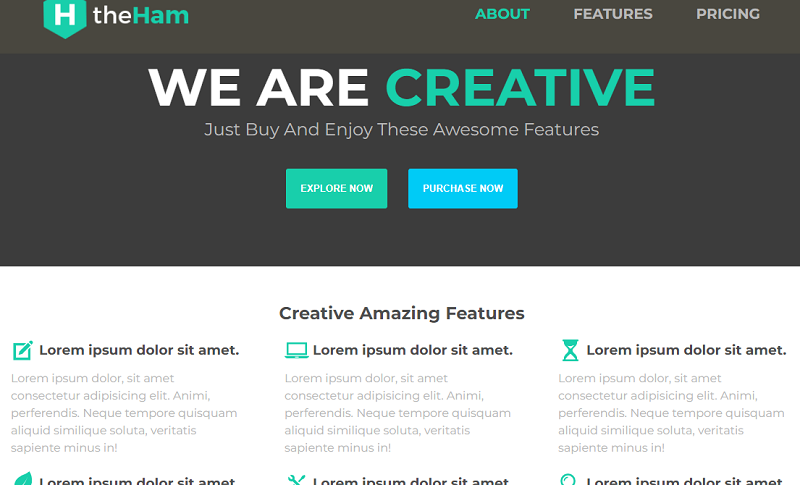 H theHam
ABOUT FEATURES PRICING
WE ARE CREATIVE
Just Buy And Enjoy These Awesome Features
EXPLORE NOW PURCHASE NOW
Creative Amazing Features
Lorem ipsum dolor sit amet.
Lorem ipsum dolor, sit amet
consectetur adipisicing elit. Animi,
perferendis. Neque tempore quisquam
aliquid similique soluta, veritatis
sapiente minus in!
Lorem ipsum dolor sit amet.
Lorem ipsum dolor, sit amet
consectetur adipisicing elit. Animi,
perferendis. Neque tempore quisquam
aliquid similique soluta, veritatis
sapiente minus in!
Lorem ipsum dolor sit amet.
Lorem ipsum dolor, sit amet
consectetur adipisicing elit. Animi,
perferendis. Neque tempore quisquam
aliquid similique soluta, veritatis
sapiente minus in!
Lorem ipsum dolor sit amet.
Lorem ipsum dolor sit amet.
Lorem ipsum dolor sit amet.